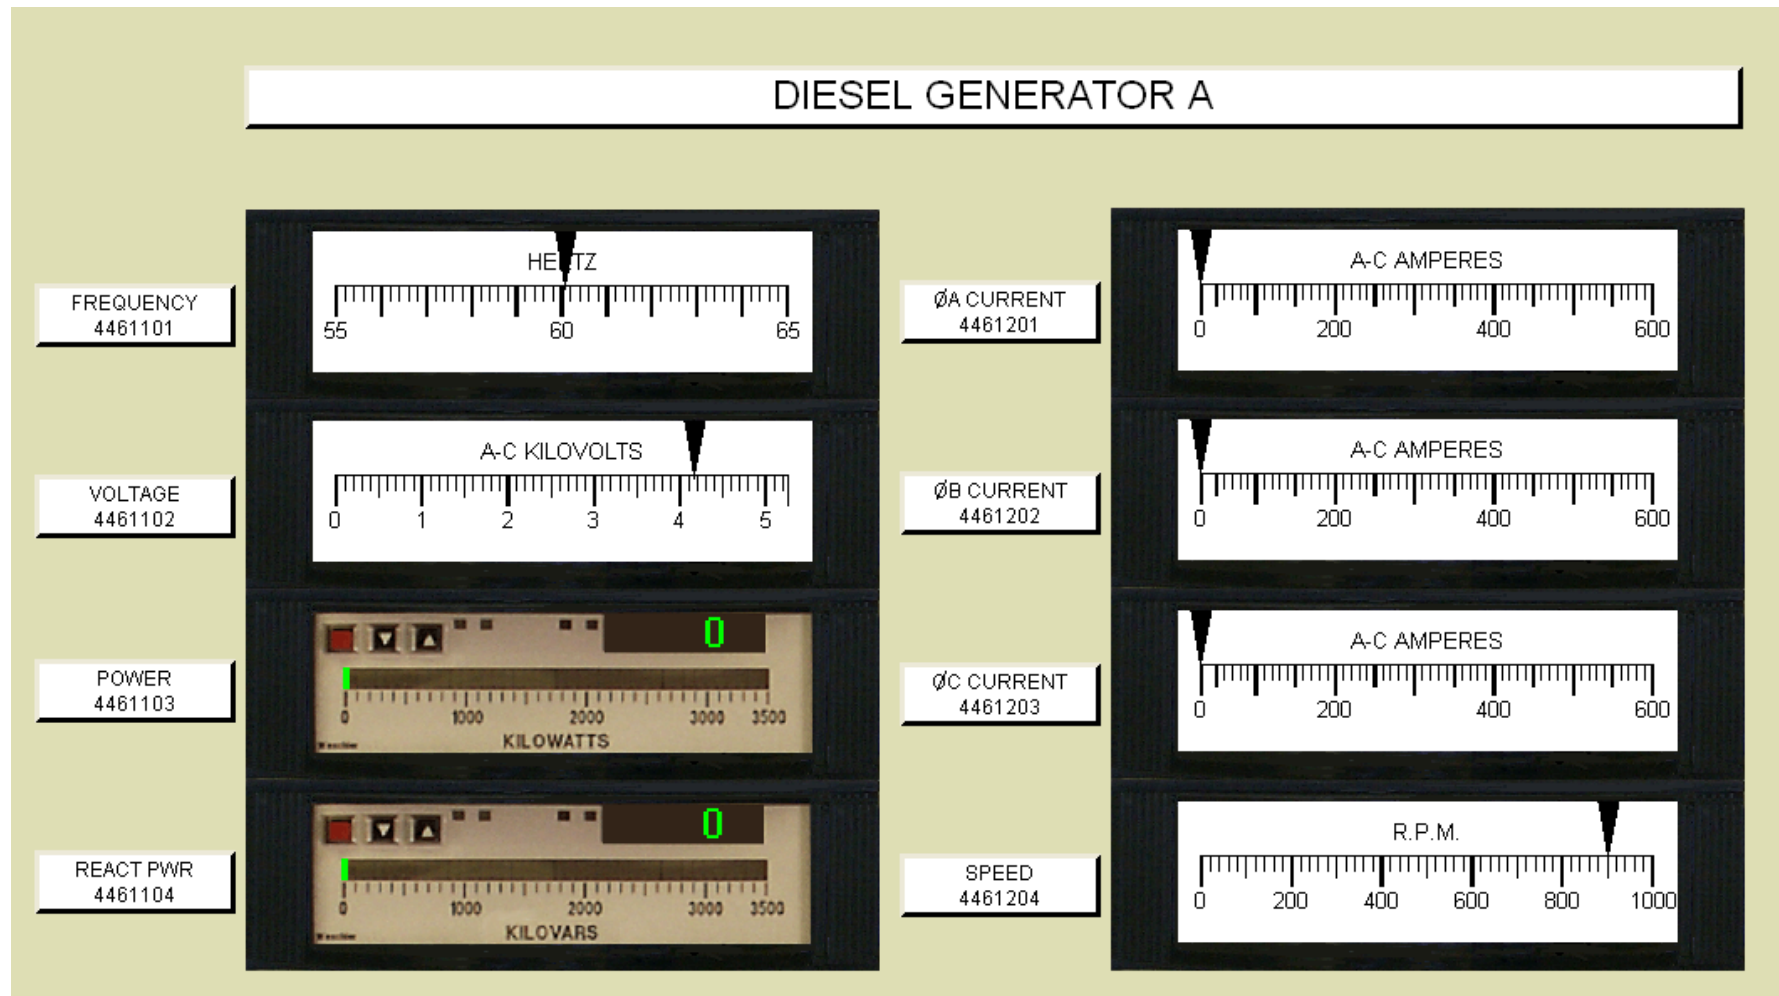 DIESEL GENERATOR A
FREQUENCY
4461101
HERTZ
55 60 65
VOLTAGE
4461102
A-C KILOVOLTS
0 1 2 3 4 5
POWER
4461103
0
0 1000 2000 3000 3500
KILOWATTS
REACT PWR
4461104
0
0 1000 2000 3000 3500
KILOVARS
ØA CURRENT
4461201
A-C AMPERES
0 200 400 600
ØB CURRENT
4461202
A-C AMPERES
0 200 400 600
ØC CURRENT
4461203
A-C AMPERES
0 200 400 600
SPEED
4461204
R.P.M.
0 200 400 600 800 1000